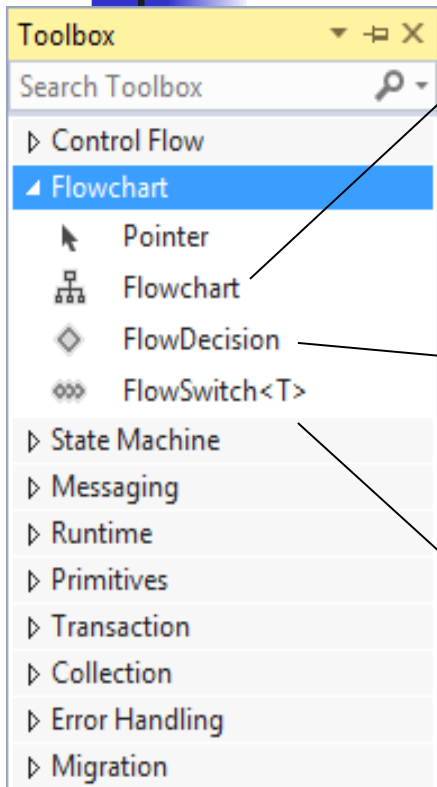 Toolbox
Search Toolbox
Control Flow
Flowchart
Pointer
Flowchart
FlowDecision
FlowSwitch<T>
State Machine
Messaging
Runtime
Primitives
Transaction
Collection
Error Handling
Migration